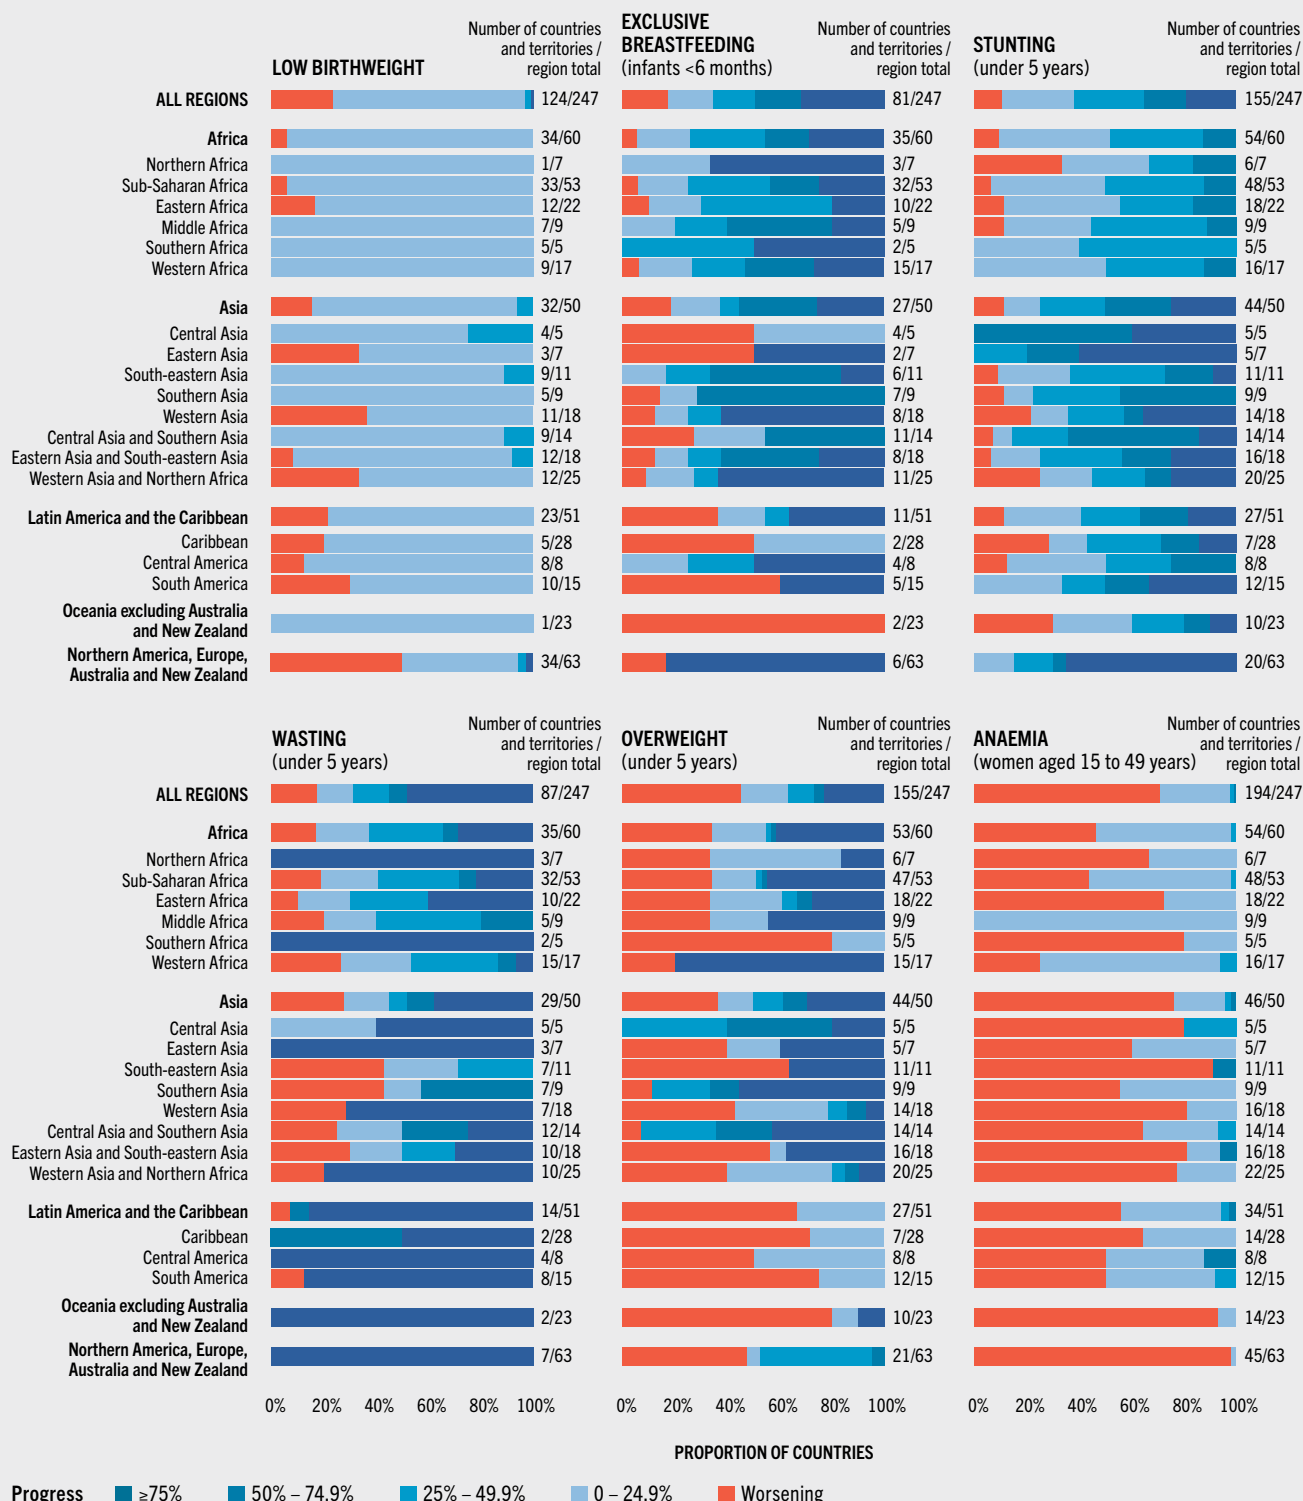 LOW BIRTHWEIGHT
Number of countries
and territories /
region total
EXCLUSIVE
BREASTFEEDING
(infants <6 months)
Number of countries
and territories /
region total
STUNTING
(under 5 years)
Number of countries
and territories /
region total
ALL REGIONS 124/247 81/247 155/247
Africa 34/60 35/60 54/60
Northern Africa 1/7 3/7 6/7
Sub-Saharan Africa 33/53 32/53 48/53
Eastern Africa 12/22 10/22 18/22
Middle Africa 7/9 5/9 9/9
Southern Africa 5/5 2/5 5/5
Western Africa 9/17 15/17 16/17
Asia 32/50 27/50 44/50
Central Asia 4/5 4/5 5/5
Eastern Asia 3/7 2/7 5/7
South-eastern Asia 9/11 6/11 11/11
Southern Asia 5/9 7/9 9/9
Western Asia 11/18 8/18 14/18
Central Asia and Southern Asia 9/14 11/14 14/14
Eastern Asia and South-eastern Asia 12/18 8/18 16/18
Western Asia and Northern Africa 12/25 11/25 20/25
Latin America and the Caribbean 23/51 11/51 27/51
Caribbean 5/28 2/28 7/28
Central America 8/8 4/8 8/8
South America 10/15 5/15 12/15
Oceania excluding Australia
and New Zealand 1/23 2/23 10/23
Northern America, Europe,
Australia and New Zealand 34/63 6/63 20/63
WASTING
(under 5 years)
Number of countries
and territories /
region total
OVERWEIGHT
(under 5 years)
Number of countries
and territories /
region total
ANAEMIA
(women aged 15 to 49 years)
Number of countries
and territories /
region total
ALL REGIONS 87/247 155/247 194/247
Africa 35/60 53/60 54/60
Northern Africa 3/7 6/7 6/7
Sub-Saharan Africa 32/53 47/53 48/53
Eastern Africa 10/22 18/22 18/22
Middle Africa 5/9 9/9 9/9
Southern Africa 2/5 5/5 5/5
Western Africa 15/17 15/17 16/17
Asia 29/50 44/50 46/50
Central Asia 5/5 5/5 5/5
Eastern Asia 3/7 5/7 5/7
South-eastern Asia 7/11 11/11 11/11
Southern Asia 7/9 9/9 9/9
Western Asia 7/18 14/18 16/18
Central Asia and Southern Asia 12/14 14/14 14/14
Eastern Asia and South-eastern Asia 10/18 16/18 16/18
Western Asia and Northern Africa 10/25 20/25 22/25
Latin America and the Caribbean 14/51 27/51 34/51
Caribbean 2/28 7/28 14/28
Central America 4/8 8/8 8/8
South America 8/15 12/15 12/15
Oceania excluding Australia
and New Zealand 2/23 10/23 14/23
Northern America, Europe,
Australia and New Zealand 7/63 21/63 45/63
0% 20% 40% 60% 80% 100% 0% 20% 40% 60% 80% 100% 0% 20% 40% 60% 80% 100%
PROPORTION OF COUNTRIES
Progress ≥75% 50% – 74.9% 25% – 49.9% 0 – 24.9% Worsening